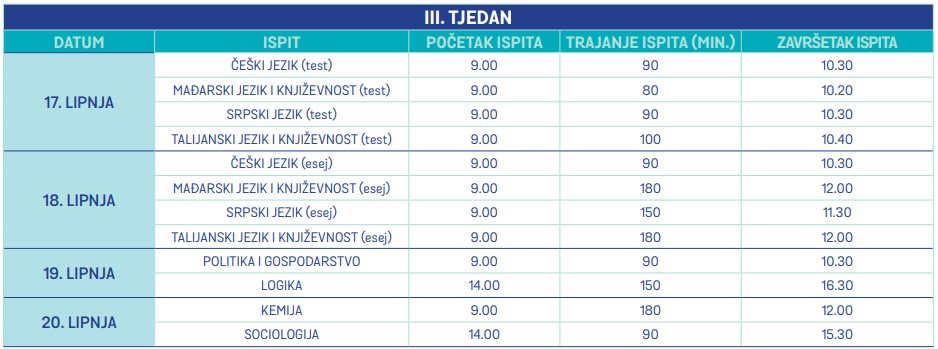 III. TJEDAN
DATUM ISPIT POČETAK ISPITA TRAJANJE ISPITA (MIN.) ZAVRŠETAK ISPITA
17. LIPNJA
ČEŠKI JEZIK (test) 9.00 90 10.30
MAĐARSKI JEZIK I KNJIŽEVNOST (test) 9.00 80 10.20
SRPSKI JEZIK (test) 9.00 90 10.30
TALIJANSKI JEZIK I KNJIŽEVNOST (test) 9.00 100 10.40
18. LIPNJA
ČEŠKI JEZIK (esej) 9.00 90 10.30
MAĐARSKI JEZIK I KNJIŽEVNOST (esej) 9.00 180 12.00
SRPSKI JEZIK (esej) 9.00 150 11.30
TALIJANSKI JEZIK I KNJIŽEVNOST (esej) 9.00 180 12.00
19. LIPNJA
POLITIKA I GOSPODARSTVO 9.00 90 10.30
LOGIKA 14.00 150 16.30
20. LIPNJA
KEMIJA 9.00 180 12.00
SOCIOLOGIJA 14.00 90 15.30